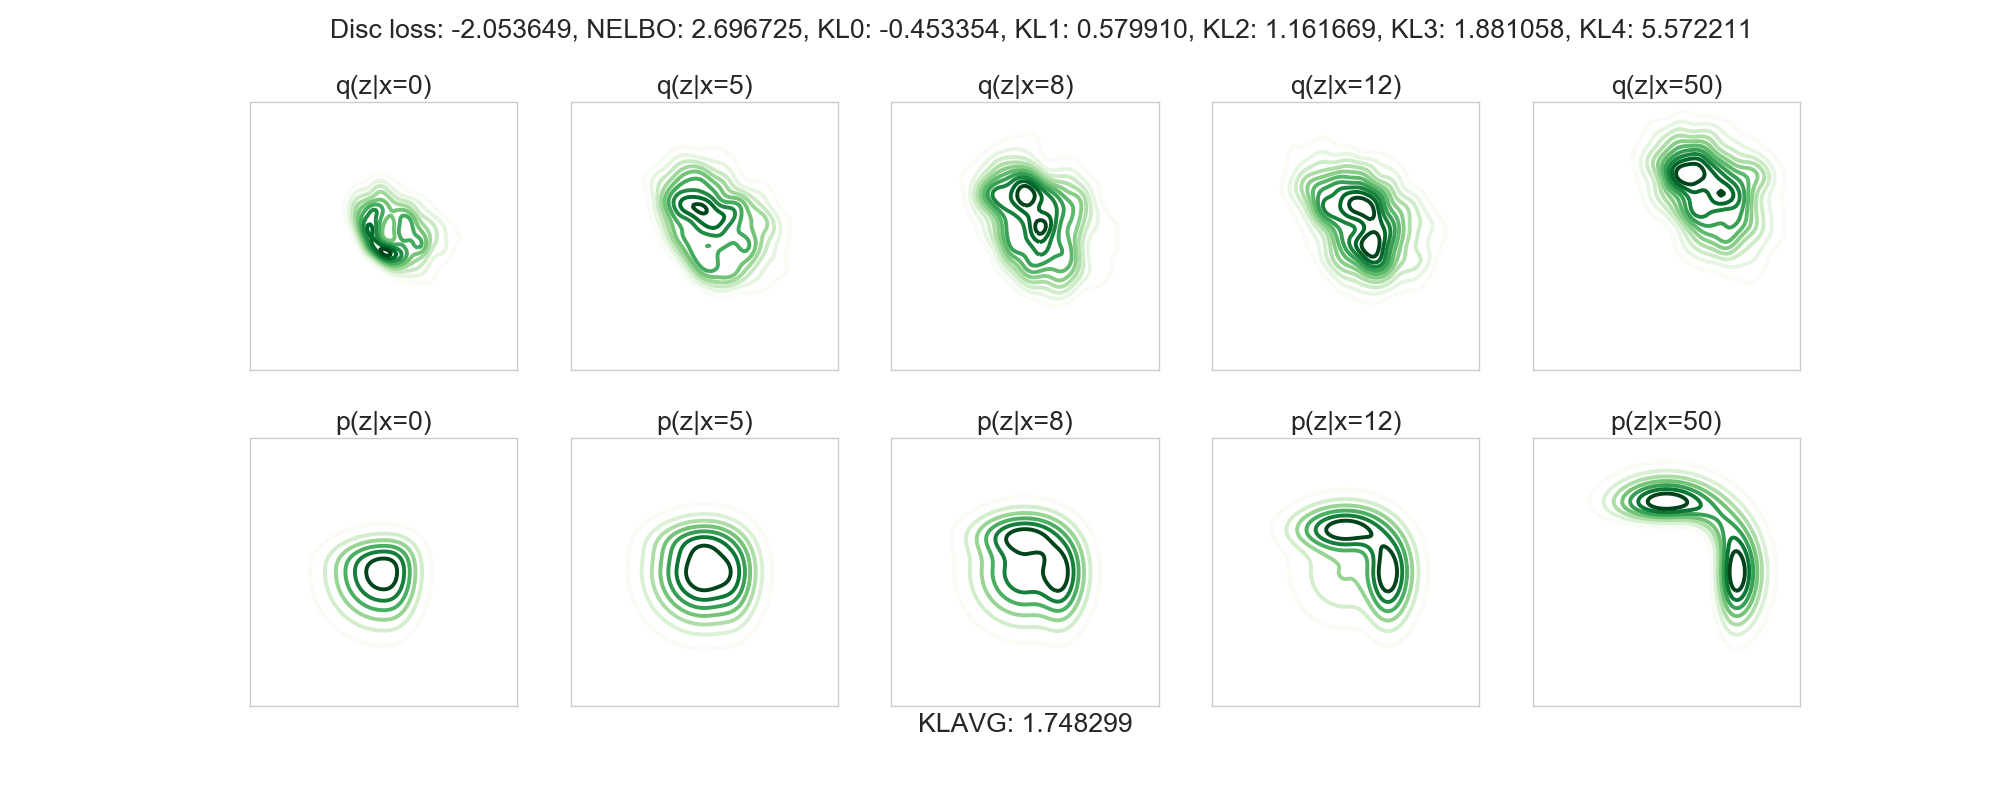 Disc loss: -2.053649, NELBO: 2.696725, KL0: -0.453354, KL1: 0.579910, KL2: 1.161669, KL3: 1.881058, KL4: 5.572211
q(z|x=0) q(z|x=5) q(z|x=8) q(z|x=12) q(z|x=50)
p(z|x=0) p(z|x=5) p(z|x=8) p(z|x=12) p(z|x=50)
KLAVG: 1.748299